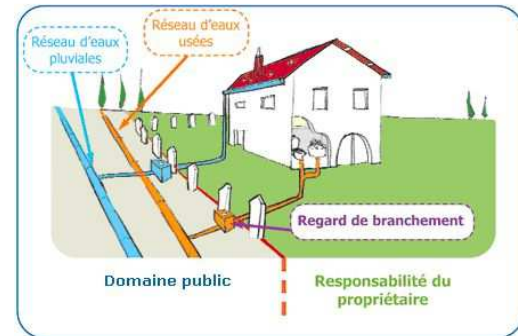 Réseau d'eaux
pluviales
Réseau d'eaux
usées
Regard de branchement
Domaine public
Responsabilité du
propriétaire